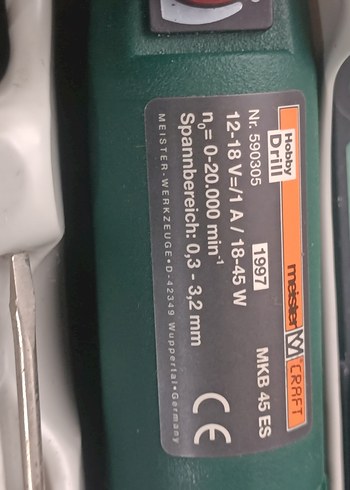 meister CRAFT
Hobby
Drill
MKB 45 ES
Nr. 590305 1997
12-18 V=/1 A / 18-45 W
n₀= 0-20.000 min⁻¹
Spannbereich: 0,3 - 3,2 mm
CE
MEISTER-WERKZEUGE•D-42349 Wuppertal•Germany